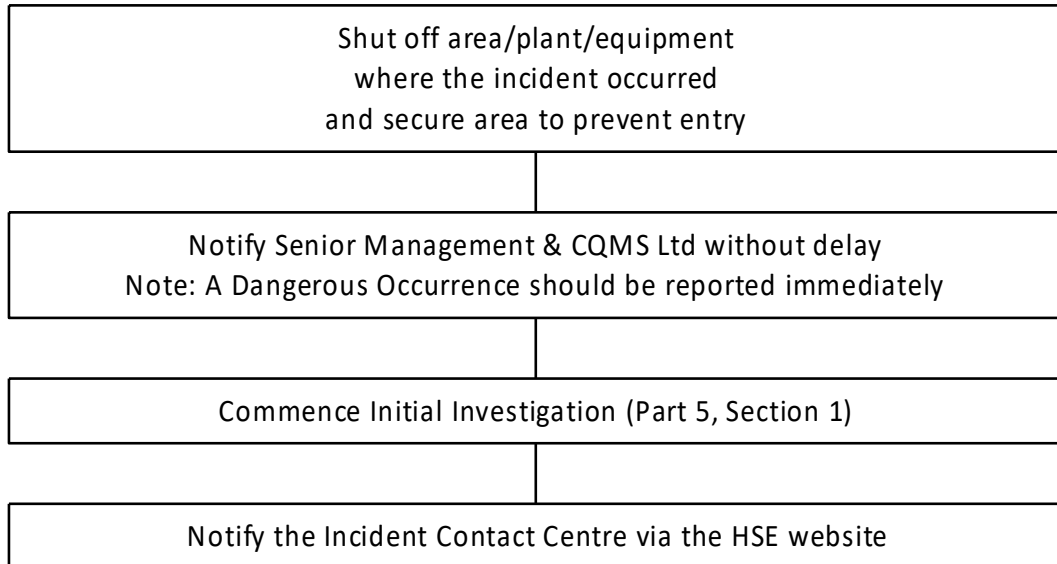 Shut off area/plant/equipment
where the incident occurred
and secure area to prevent entry
Notify Senior Management & CQMS Ltd without delay
Note: A Dangerous Occurrence should be reported immediately
Commence Initial Investigation (Part 5, Section 1)
Notify the Incident Contact Centre via the HSE website